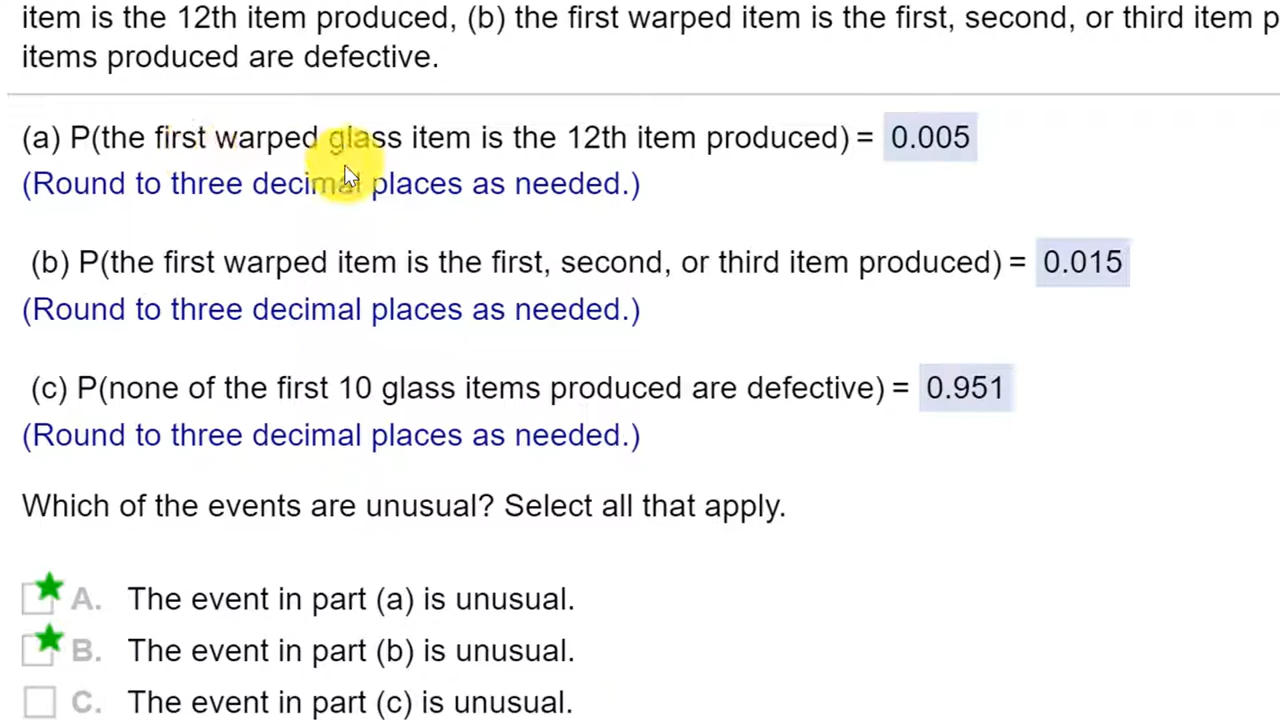 item is the 12th item produced, (b) the first warped item is the first, second, or third item p
items produced are defective.
(a) P(the first warped glass item is the 12th item produced) = 0.005
(Round to three decimal places as needed.)
(b) P(the first warped item is the first, second, or third item produced) = 0.015
(Round to three decimal places as needed.)
(c) P(none of the first 10 glass items produced are defective) = 0.951
(Round to three decimal places as needed.)
Which of the events are unusual? Select all that apply.
A. The event in part (a) is unusual.
B. The event in part (b) is unusual.
C. The event in part (c) is unusual.